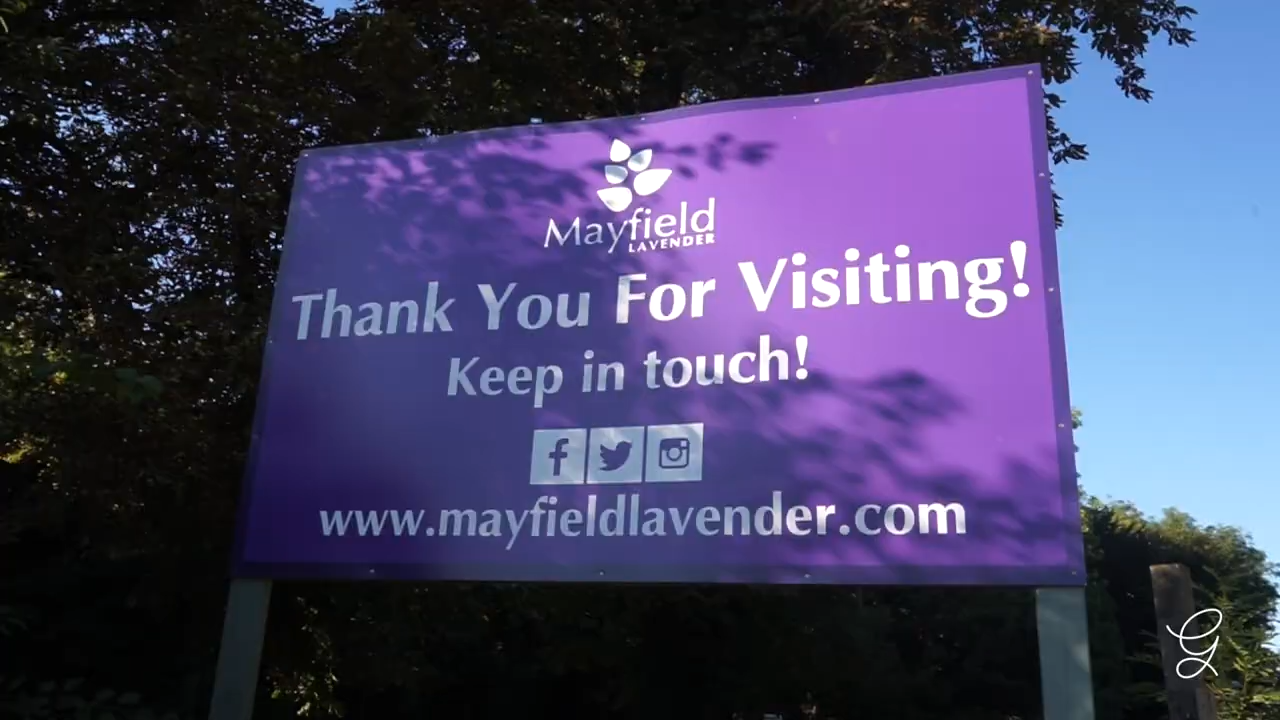 Mayfield
LAVENDER
Thank You For Visiting!
Keep in touch!
www.mayfieldlavender.com